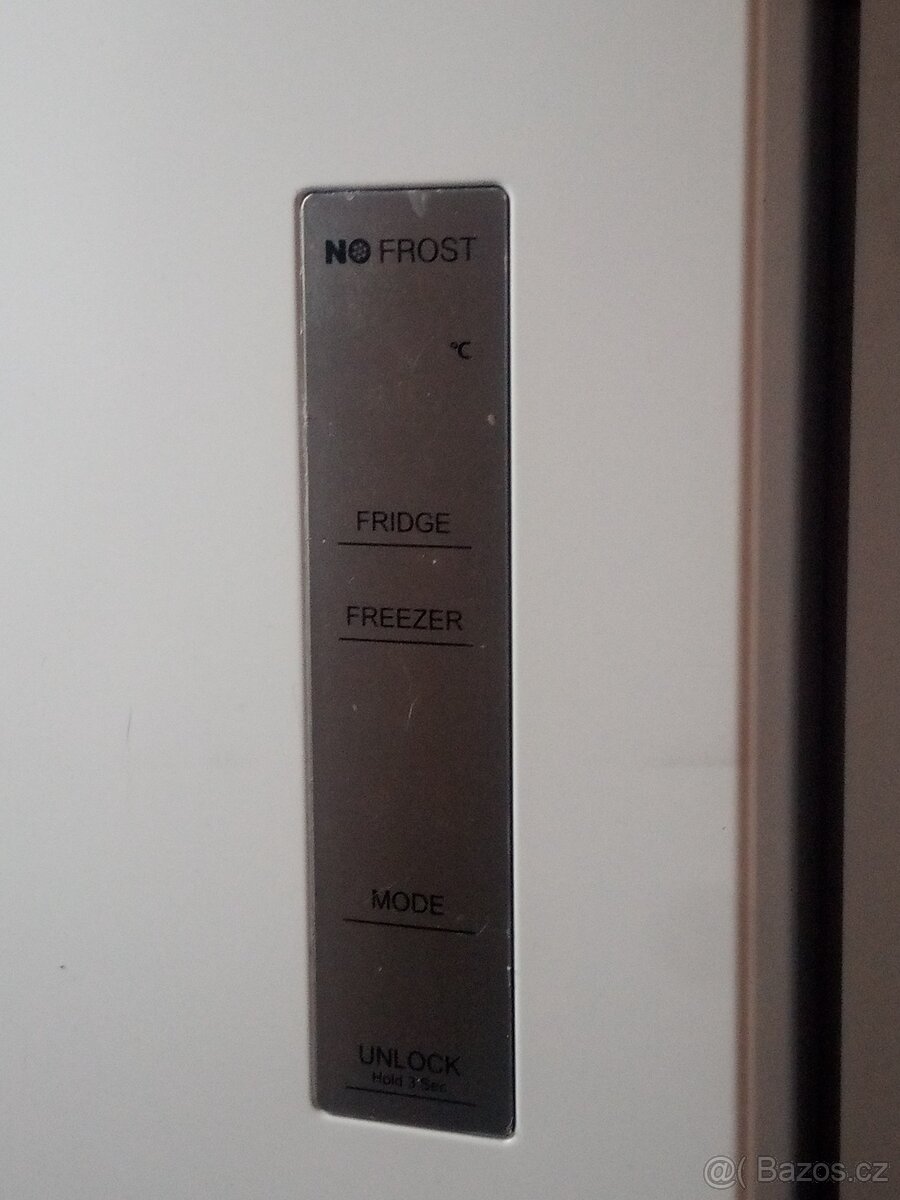 NO FROST
°C
FRIDGE
FREEZER
MODE
UNLOCK
Hold 3 Sec
@( Bazos.cz